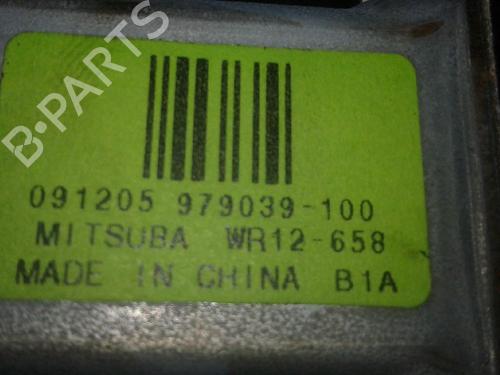 B-PARTS
091205 979039-100
MITSUBA WR12-658
MADE IN CHINA B1A